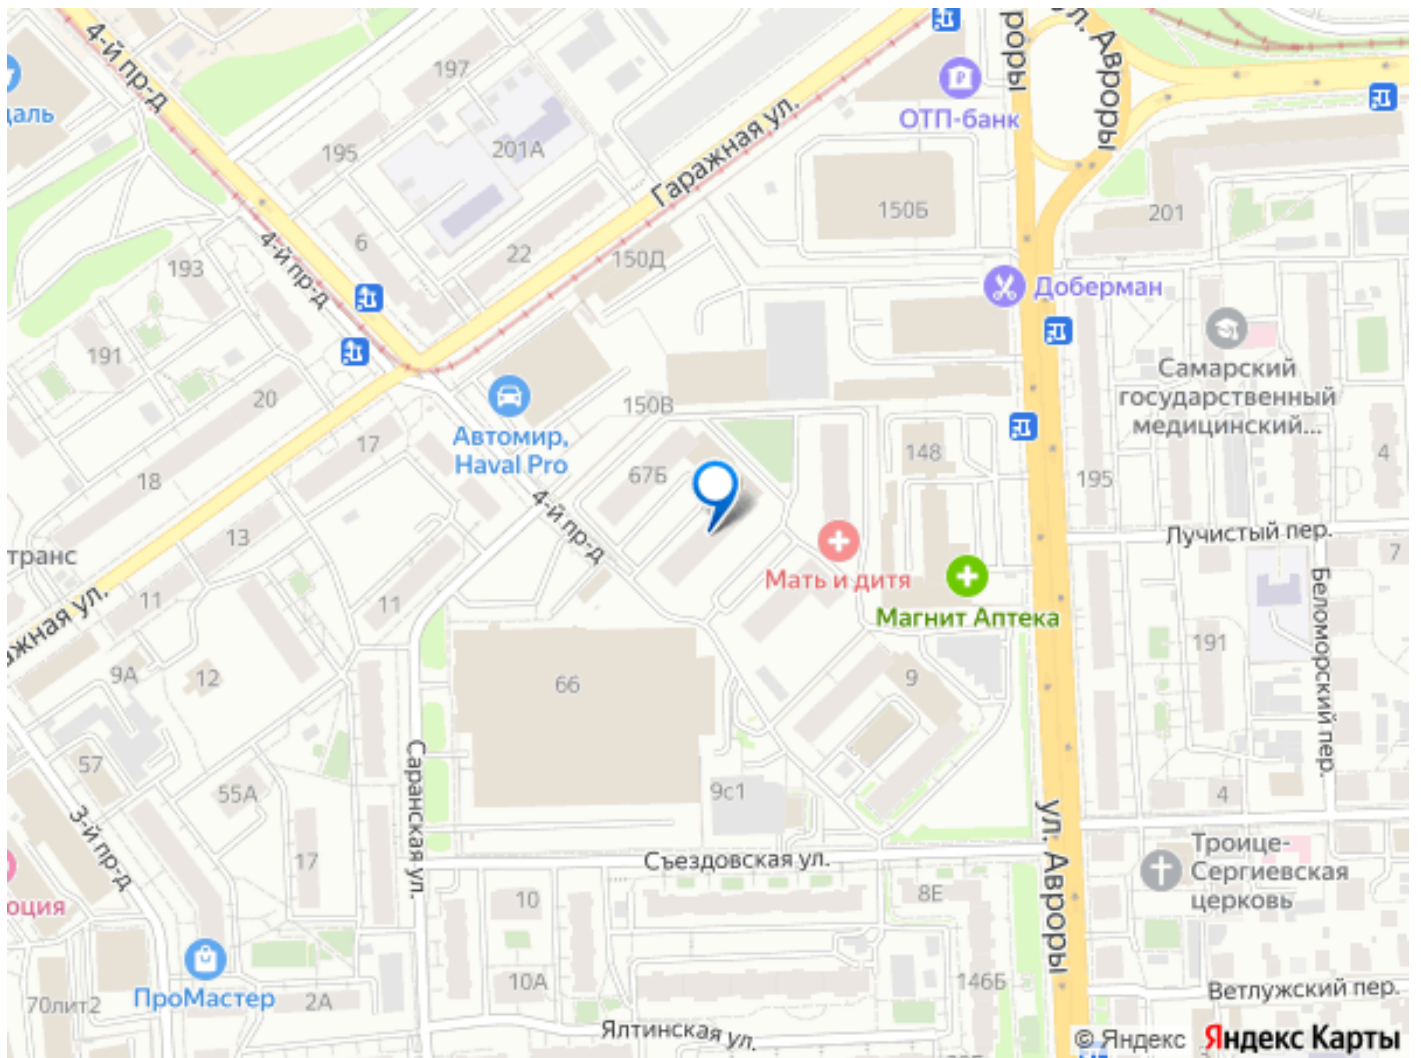 4-й пр-д
197
ул. Авроры
даль
ОТП-банк
195
201А
Гаражная ул.
150Б
201
4-й пр-д
6
22
150Д
193
Доберман
191
Самарский
государственный
медицинский...
20
150В
Автомир,
Haval Pro
17
148
4
18
67Б
195
13
4-й пр-д
Лучистый пер.
7
транс
Мать и дитя
Магнит Аптека
11
11
Беломорский пер.
191
9А
12
66
9
57
55А
Саранская ул.
9с1
4
3-й пр-д
ул. Авроры
17
Съездовская ул.
Троице-
Сергиевская
церковь
оция
10
8Е
10А
146Б
ПроМастер
70лит2
2А
Ветлужский пер.
Ялтинская ул.
© Яндекс Яндекс Карты